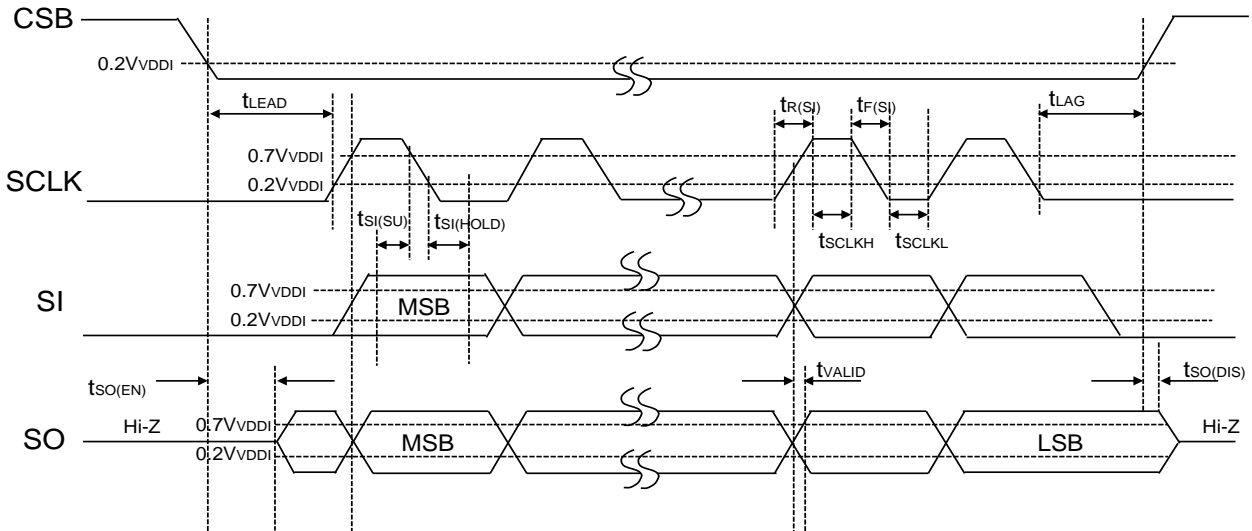 CSB
0.2VVDDI
tLEAD
tR(SI)
tF(SI)
tLAG
0.7VVDDI
SCLK
0.2VVDDI
tSI(SU)
tSI(HOLD)
tSCLKH
tSCLKL
SI
0.7VVDDI
MSB
0.2VVDDI
tSO(EN)
tVALID
tSO(DIS)
Hi-Z
0.7VVDDI
Hi-Z
SO
MSB
LSB
0.2VVDDI